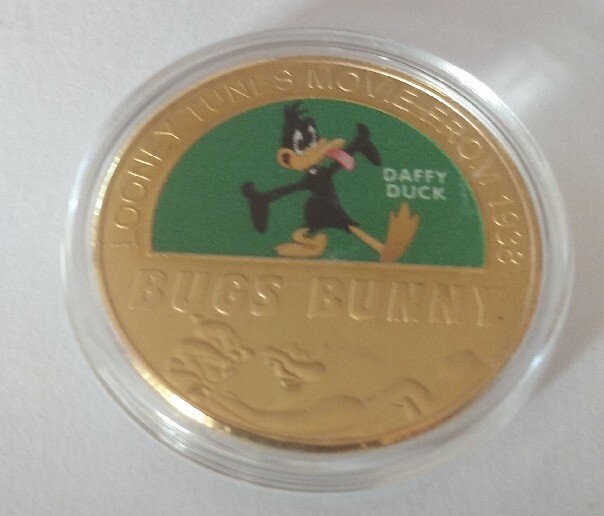 LOONEY TUNES MOVIE FROM 1938
DAFFY
DUCK
BUGS BUNNY